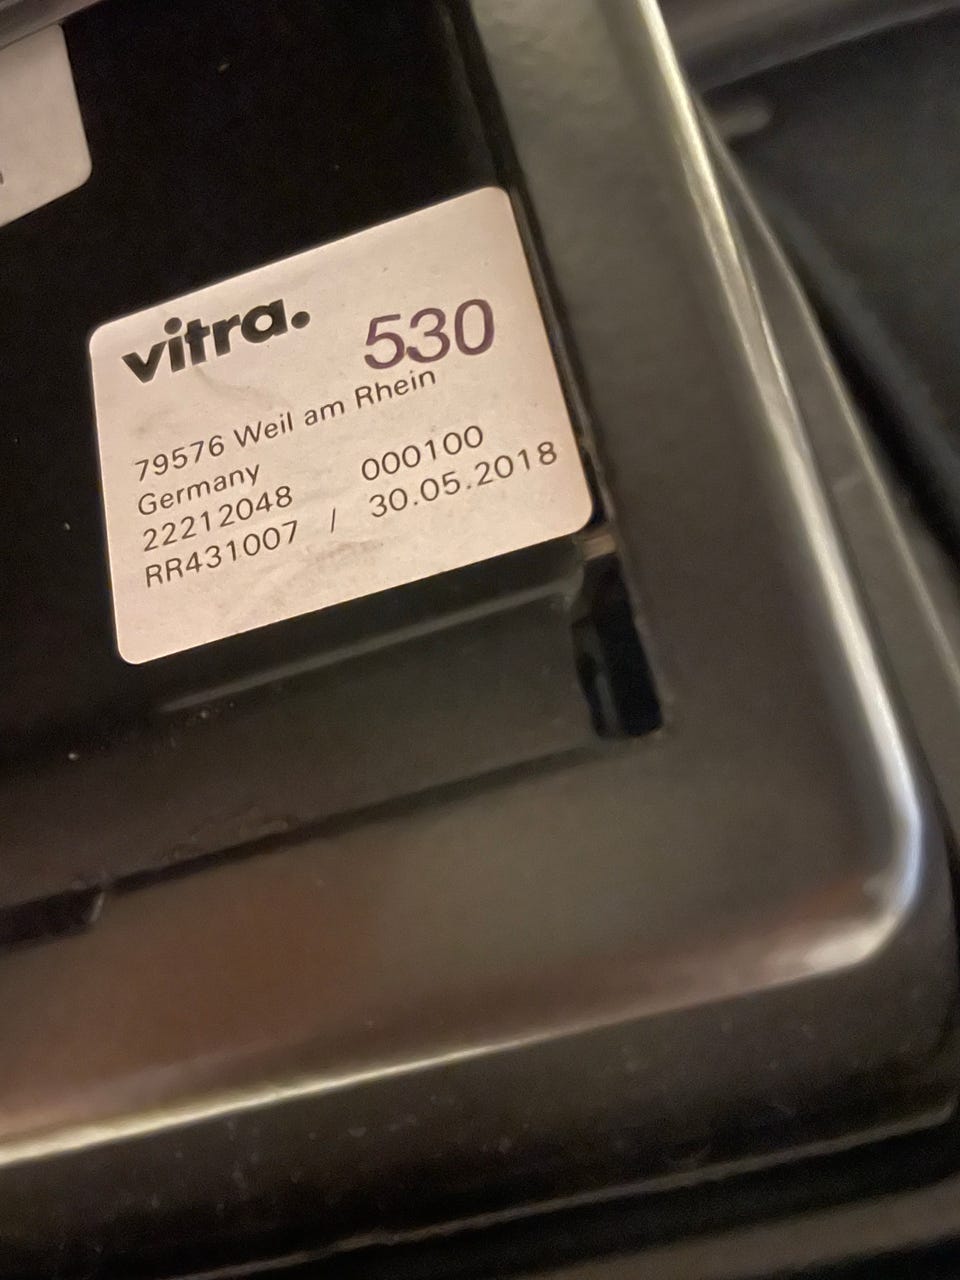 vitra. 530
79576 Weil am Rhein
Germany
22212048 000100
RR431007 / 30.05.2018